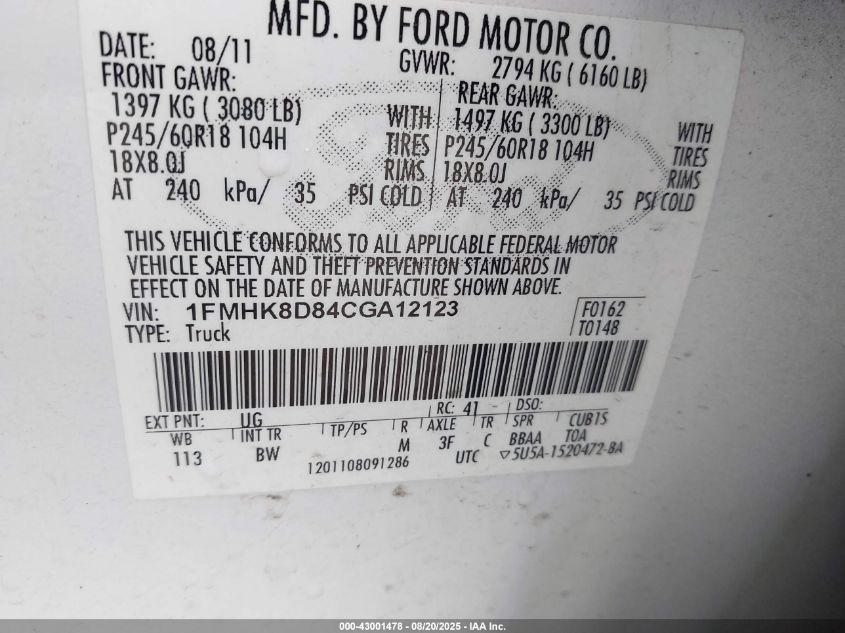 MFD. BY FORD MOTOR CO.
DATE: 08/11 GVWR: 2794 KG ( 6160 LB)
FRONT GAWR: REAR GAWR:
1397 KG ( 3080 LB) WITH 1497 KG ( 3300 LB) WITH
P245/60R18 104H TIRES P245/60R18 104H TIRES
18X8.0J RIMS 18X8.0J RIMS
AT 240 kPa/ 35 PSI COLD AT 240 kPa/ 35 PSI COLD
THIS VEHICLE CONFORMS TO ALL APPLICABLE FEDERAL MOTOR
VEHICLE SAFETY AND THEFT PREVENTION STANDARDS IN
EFFECT ON THE DATE OF MANUFACTURE SHOWN ABOVE.
VIN: 1FMHK8D84CGA12123 F0162
TYPE: Truck T0148
EXT PNT: UG RC: 41 DSO:
WB INT TR TP/PS R AXLE TR SPR CUB1S
113 BW M 3F C BBAA TOA
1201108091286 UTC ▽5U5A-1520472-BA
000-43001478 - 08/20/2025 - IAA Inc.